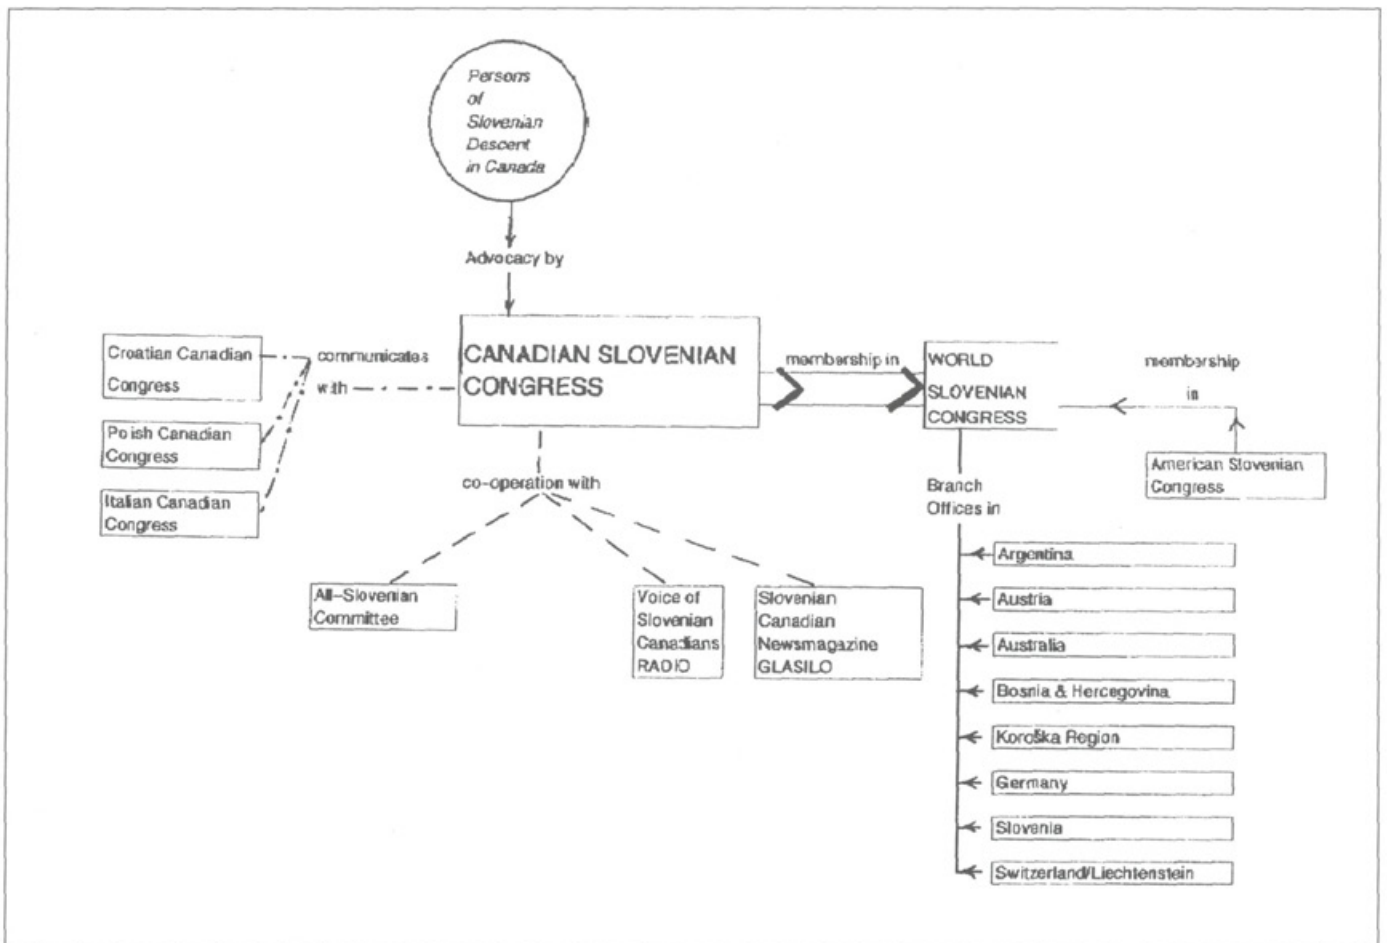 Persons
of
Slovenian
Descent
in Canada
Advocacy by
Croatian Canadian
Congress
Polish Canadian
Congress
Italian Canadian
Congress
communicates
with
CANADIAN SLOVENIAN
CONGRESS
membership in
WORLD
SLOVENIAN
CONGRESS
membership
in
American Slovenian
Congress
co-operation with
All-Slovenian
Committee
Voice of
Slovenian
Canadians
RADIO
Slovenian
Canadian
Newsmagazine
GLASILO
Branch
Offices in
Argentina
Austria
Australia
Bosnia & Hercegovina
Koroška Region
Germany
Slovenia
Switzerland/Liechtenstein